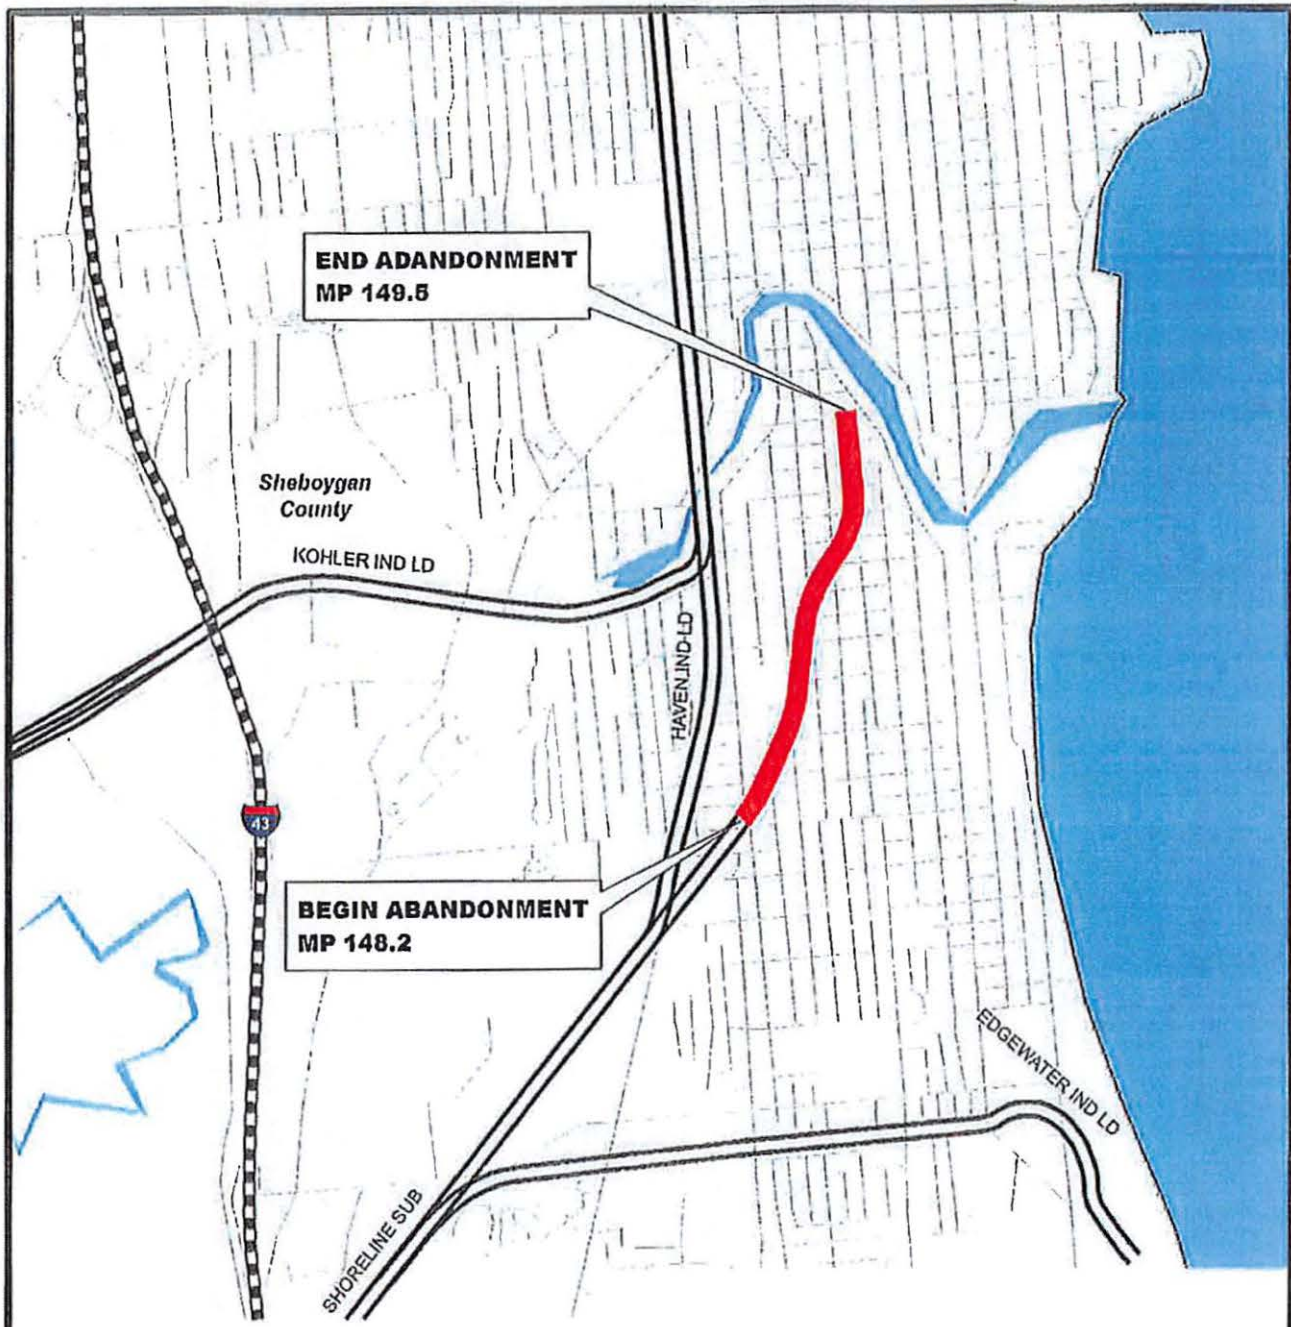 END ADANDONMENT
MP 149.5
Sheboygan
County
KOHLER IND LD
HAVEN IND LD
43
BEGIN ABANDONMENT
MP 148.2
EDGEWATER IND LD
SHORELINE SUB